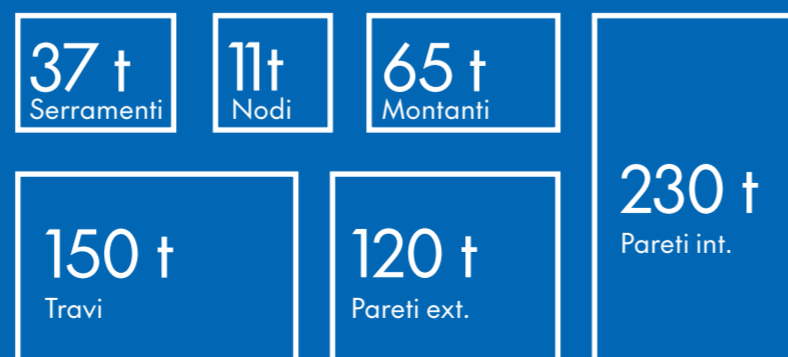 37 t
Serramenti
11t
Nodi
65 t
Montanti
230 t
Pareti int.
150 t
Travi
120 t
Pareti ext.